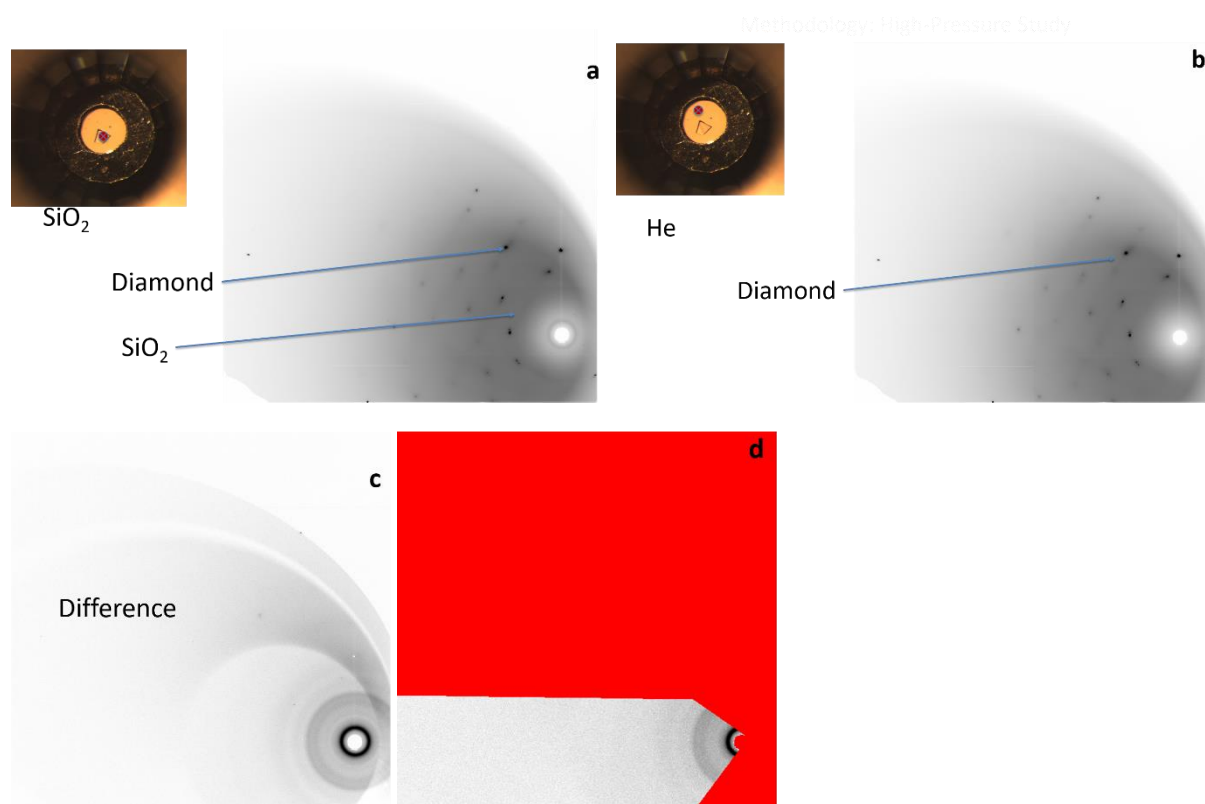 Methodology: High-Pressure Study
a
b
SiO₂
He
Diamond
SiO₂
Diamond
c
d
Difference